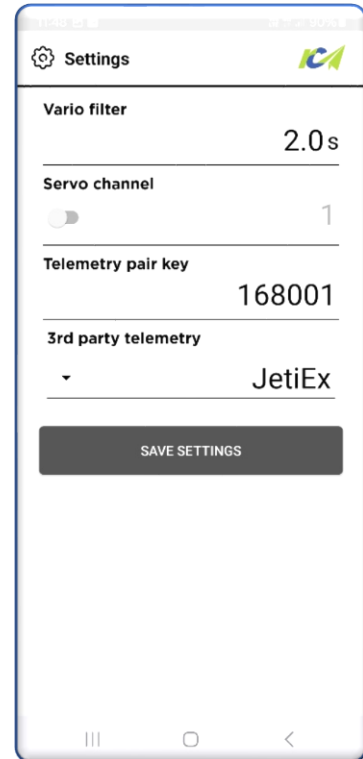 Settings
Vario filter
2.0s
Servo channel
1
Telemetry pair key
168001
3rd party telemetry
JetiEx
SAVE SETTINGS